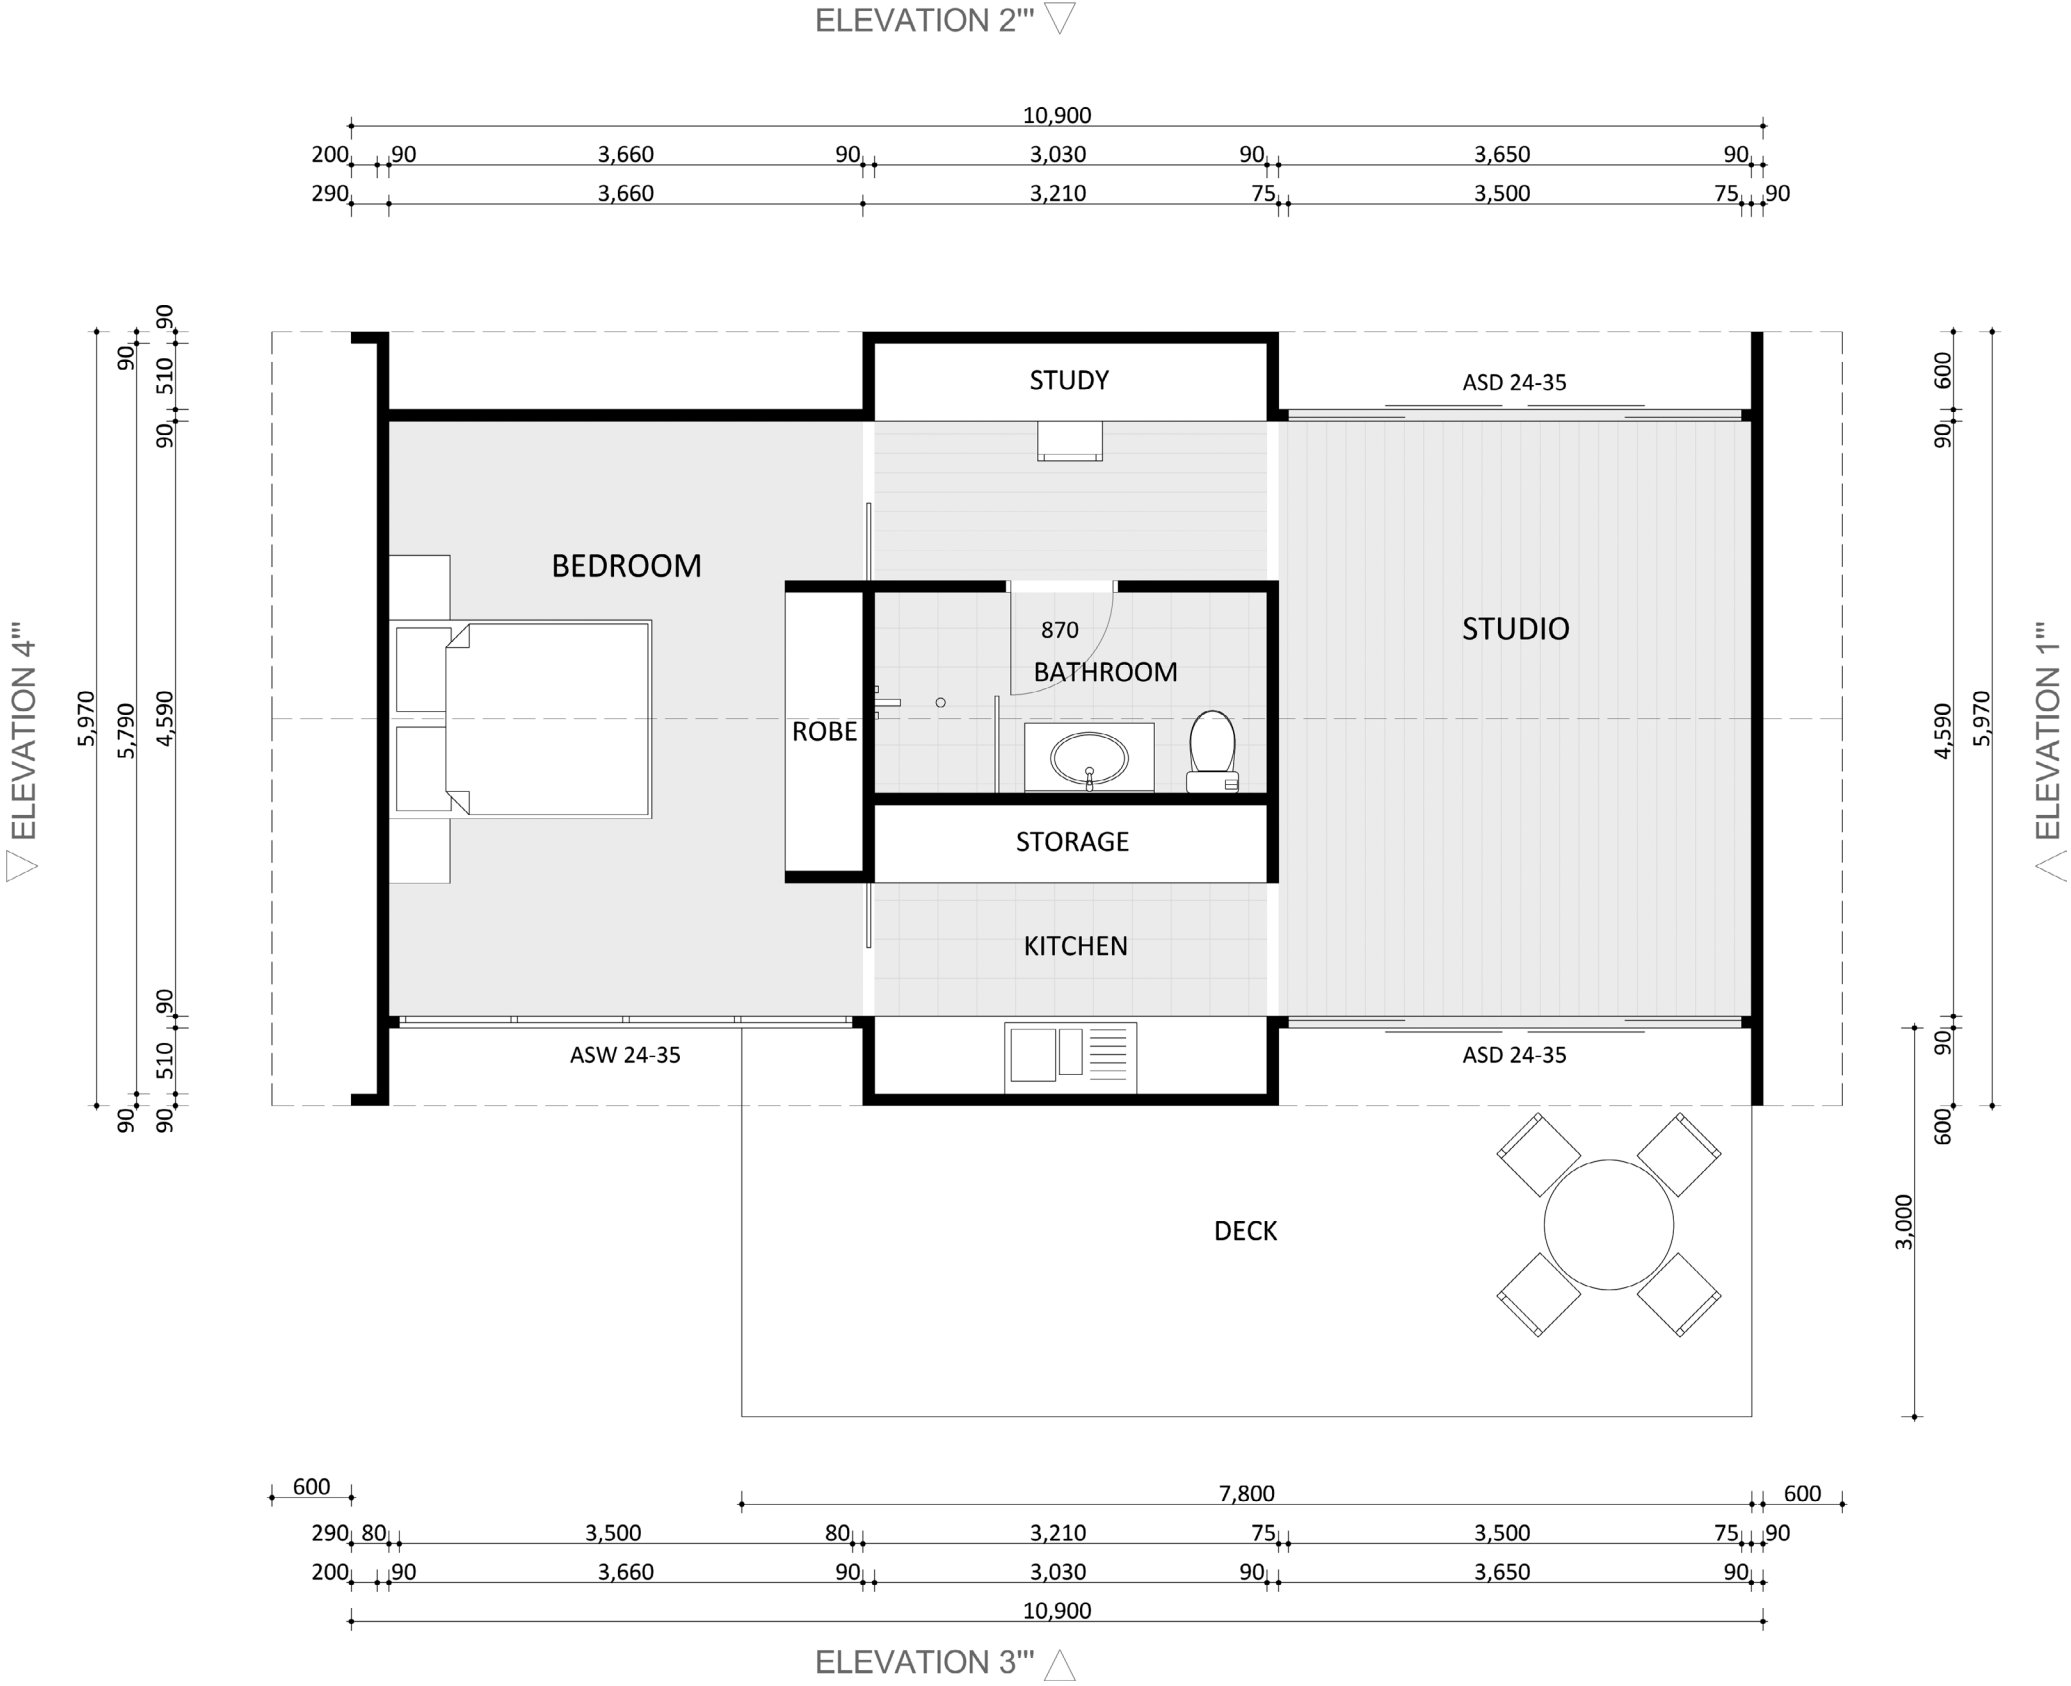 ELEVATION 2'''
10,900
200 90 3,660 90 3,030 90 3,650 90
290 3,660 3,210 75 3,500 75 90
90 510 90 4,590 90 510 90
90 5,790 90
5,970
600 90 4,590 90 600
5,970
3,000
STUDY
ASD 24-35
BEDROOM
870
STUDIO
BATHROOM
ROBE
STORAGE
KITCHEN
ASW 24-35
ASD 24-35
DECK
ELEVATION 4'''
ELEVATION 1'''
600
7,800 600
290 80 3,500 80 3,210 75 3,500 75 90
200 90 3,660 90 3,030 90 3,650 90
10,900
ELEVATION 3'''